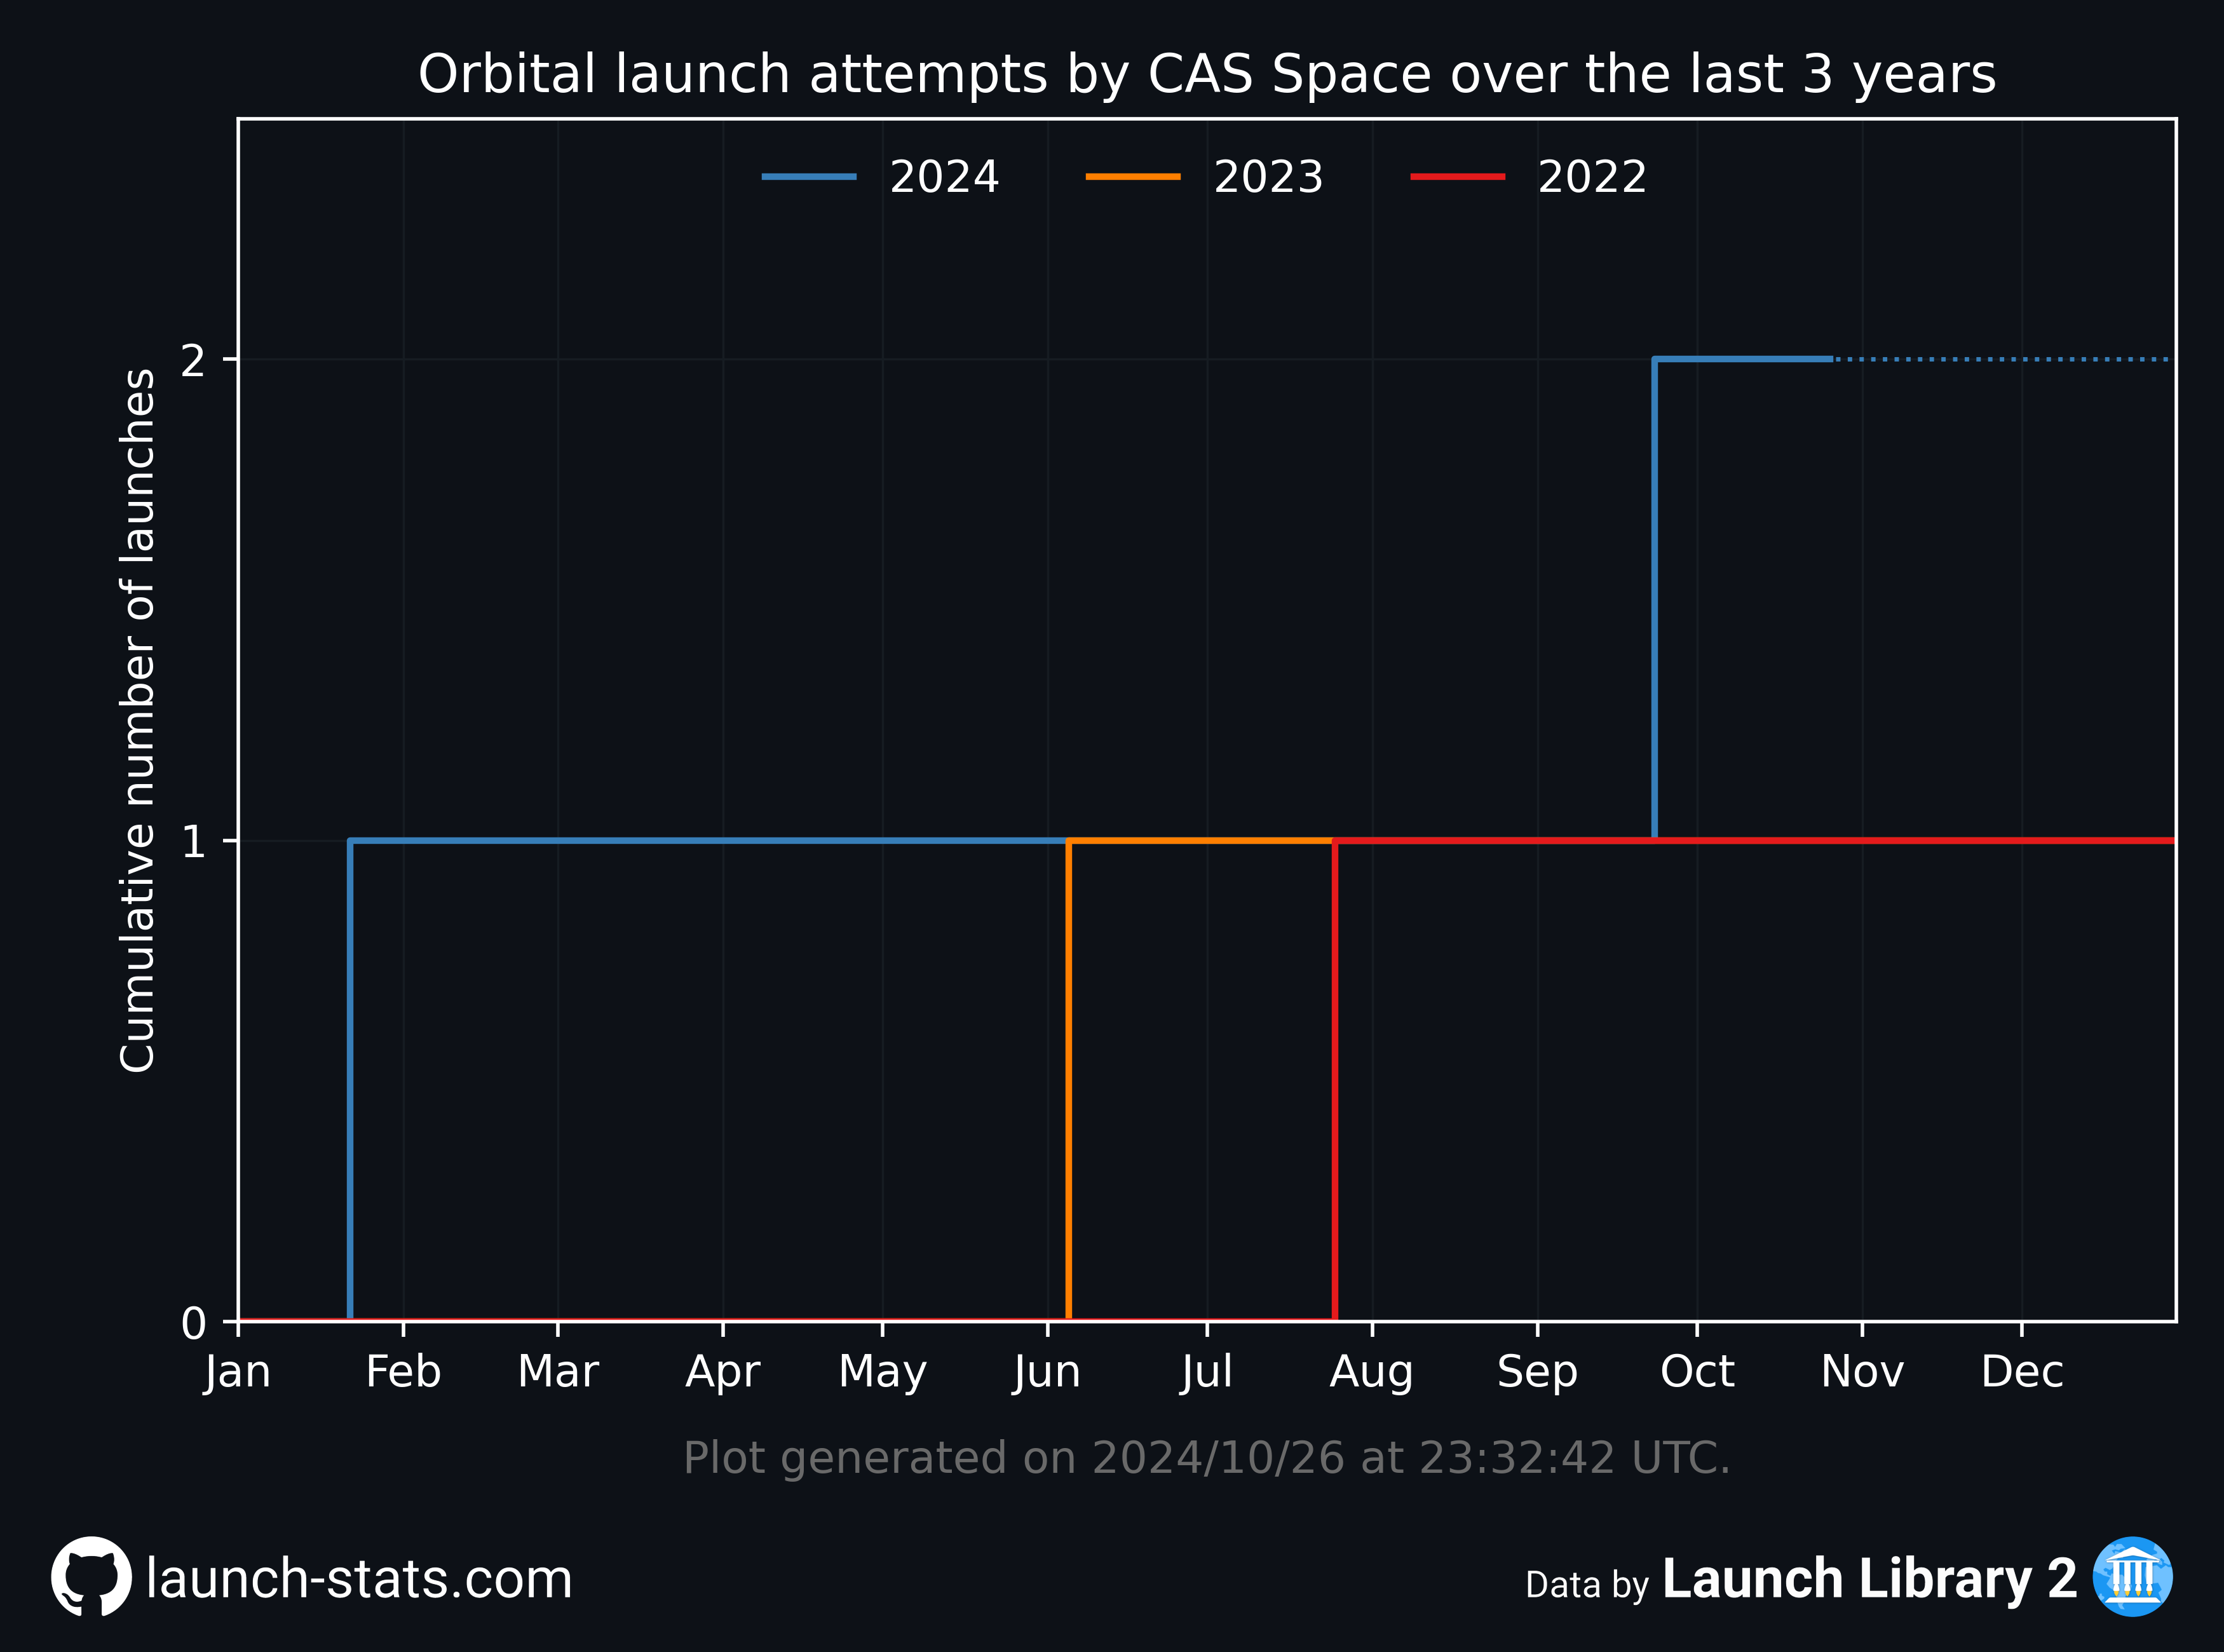 Orbital launch attempts by CAS Space over the last 3 years
2024 2023 2022
Cumulative number of launches
2
1
0
Jan Feb Mar Apr May Jun Jul Aug Sep Oct Nov Dec
Plot generated on 2024/10/26 at 23:32:42 UTC.
launch-stats.com
Data by Launch Library 2